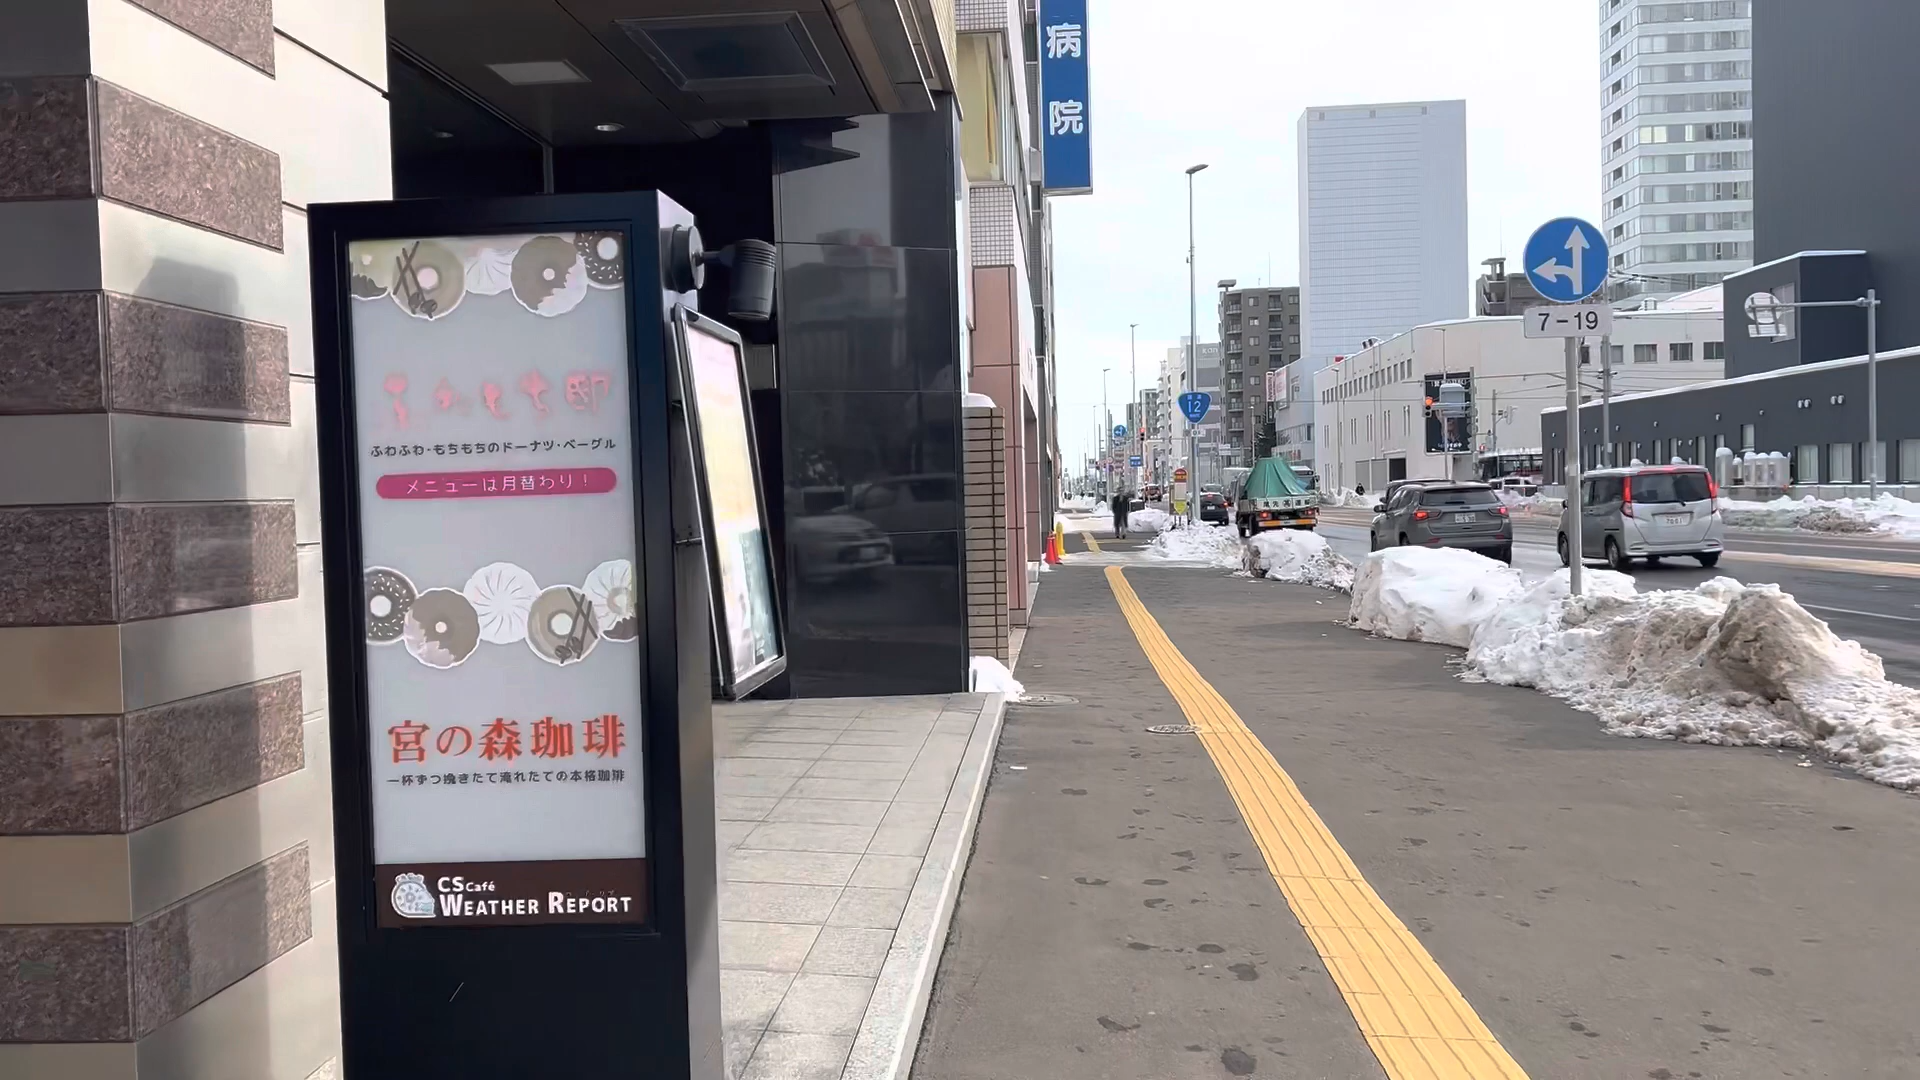 ふわもち邸
ふわふわ・もちもちのドーナツ・ベーグル
メニューは月替わり！
宮の森珈琲
一杯ずつ挽きたて淹れたての本格珈琲
CS Café
WEATHER REPORT
病院
7-19
12